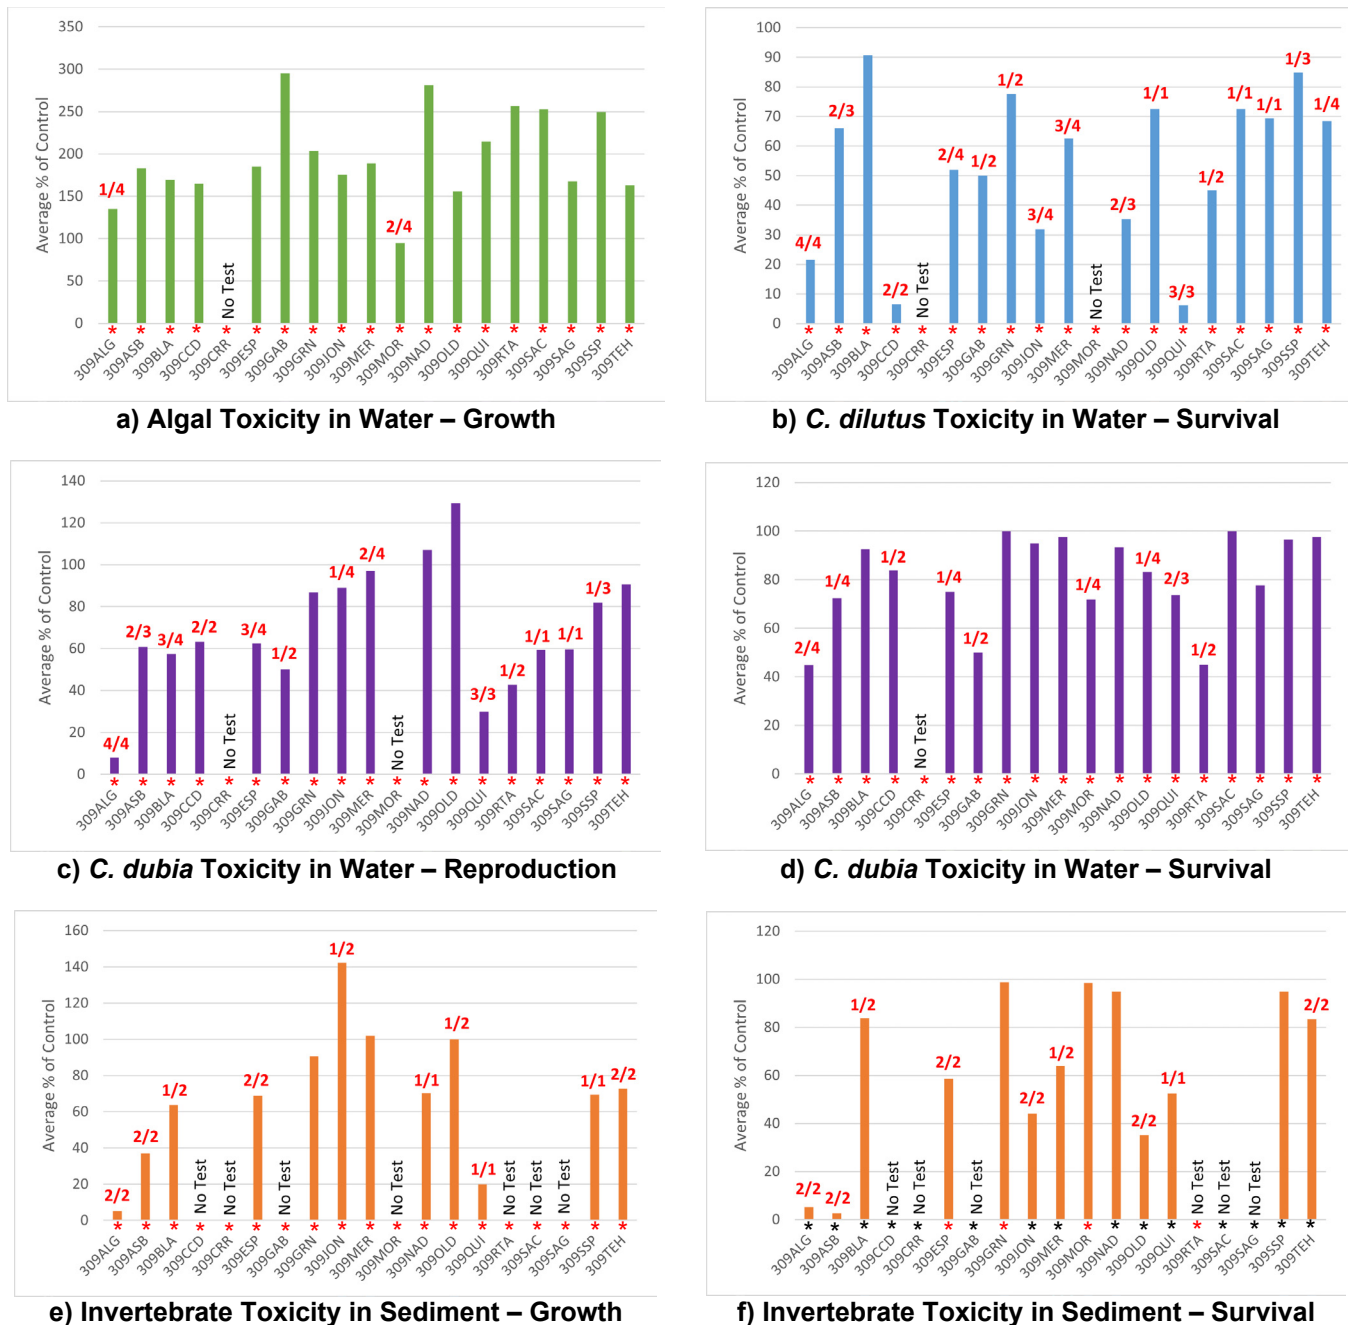 350
300
250
200
150
100
50
0
Average % of Control
1/4
2/4
No Test
* * * * * * * * * * * * * * * * * * *
309ALG 309ASB 309BLA 309CCD 309CRR 309ESP 309GAB 309GRN 309JON 309MER 309MOR 309NAD 309OLD 309QUI 309RTA 309SAC 309SAG 309SSP 309TEH
a) Algal Toxicity in Water – Growth
100
90
80
70
60
50
40
30
20
10
0
Average % of Control
4/4 2/3 2/2 No Test 2/4 1/2 1/2 3/4 3/4 No Test 2/3 1/1 3/3 1/2 1/1 1/1 1/3 1/4
* * * * * * * * * * * * * * * * * * *
309ALG 309ASB 309BLA 309CCD 309CRR 309ESP 309GAB 309GRN 309JON 309MER 309MOR 309NAD 309OLD 309QUI 309RTA 309SAC 309SAG 309SSP 309TEH
b) C. dilutus Toxicity in Water – Survival
140
120
100
80
60
40
20
0
Average % of Control
4/4 2/3 3/4 2/2 No Test 3/4 1/2 1/4 2/4 No Test 3/3 1/2 1/1 1/1 1/3
* * * * * * * * * * * * * * * * * * *
309ALG 309ASB 309BLA 309CCD 309CRR 309ESP 309GAB 309GRN 309JON 309MER 309MOR 309NAD 309OLD 309QUI 309RTA 309SAC 309SAG 309SSP 309TEH
c) C. dubia Toxicity in Water – Reproduction
120
100
80
60
40
20
0
Average % of Control
2/4 1/4 1/2 No Test 1/4 1/2 1/4 1/4 2/3 1/2
* * * * * * * * * * * * * * * * * * *
309ALG 309ASB 309BLA 309CCD 309CRR 309ESP 309GAB 309GRN 309JON 309MER 309MOR 309NAD 309OLD 309QUI 309RTA 309SAC 309SAG 309SSP 309TEH
d) C. dubia Toxicity in Water – Survival
160
140
120
100
80
60
40
20
0
Average % of Control
2/2 2/2 1/2 No Test No Test 2/2 No Test 1/2 No Test 1/1 1/2 1/1 No Test No Test No Test 1/1 2/2
* * * * * * * * * * * * * * * * * * *
309ALG 309ASB 309BLA 309CCD 309CRR 309ESP 309GAB 309GRN 309JON 309MER 309MOR 309NAD 309OLD 309QUI 309RTA 309SAC 309SAG 309SSP 309TEH
e) Invertebrate Toxicity in Sediment – Growth
120
100
80
60
40
20
0
Average % of Control
2/2 2/2 1/2 No Test No Test 2/2 No Test 2/2 1/2 2/2 1/1 No Test No Test No Test 2/2
* * * * * * * * * * * * * * * * * * *
309ALG 309ASB 309BLA 309CCD 309CRR 309ESP 309GAB 309GRN 309JON 309MER 309MOR 309NAD 309OLD 309QUI 309RTA 309SAC 309SAG 309SSP 309TEH
f) Invertebrate Toxicity in Sediment – Survival